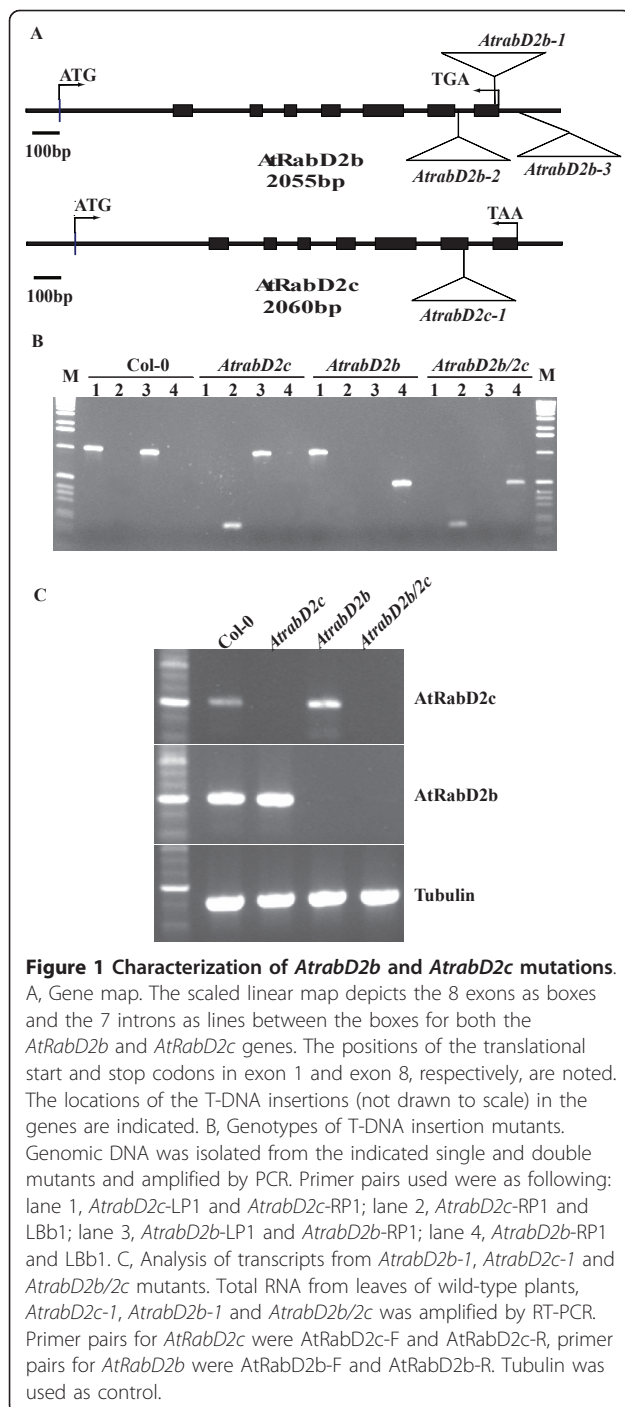 A
AtrabD2b-1
ATG
TGA
100bp
AtRabD2b
2055bp
AtrabD2b-2
AtrabD2b-3
ATG
TAA
100bp
AtRabD2c
2060bp
AtrabD2c-1
B
M Col-0 AtrabD2c AtrabD2b AtrabD2b/2c M
1 2 3 4 1 2 3 4 1 2 3 4 1 2 3 4
C
Col-0 AtrabD2c AtrabD2b AtrabD2b/2c
AtRabD2c
AtRabD2b
Tubulin
Figure 1 Characterization of AtrabD2b and AtrabD2c mutations.
A, Gene map. The scaled linear map depicts the 8 exons as boxes
and the 7 introns as lines between the boxes for both the
AtRabD2b and AtRabD2c genes. The positions of the translational
start and stop codons in exon 1 and exon 8, respectively, are noted.
The locations of the T-DNA insertions (not drawn to scale) in the
genes are indicated. B, Genotypes of T-DNA insertion mutants.
Genomic DNA was isolated from the indicated single and double
mutants and amplified by PCR. Primer pairs used were as following:
lane 1, AtrabD2c-LP1 and AtrabD2c-RP1; lane 2, AtrabD2c-RP1 and
LBb1; lane 3, AtrabD2b-LP1 and AtrabD2b-RP1; lane 4, AtrabD2b-RP1
and LBb1. C, Analysis of transcripts from AtrabD2b-1, AtrabD2c-1 and
AtrabD2b/2c mutants. Total RNA from leaves of wild-type plants,
AtrabD2c-1, AtrabD2b-1 and AtrabD2b/2c was amplified by RT-PCR.
Primer pairs for AtRabD2c were AtRabD2c-F and AtRabD2c-R, primer
pairs for AtRabD2b were AtRabD2b-F and AtRabD2b-R. Tubulin was
used as control.